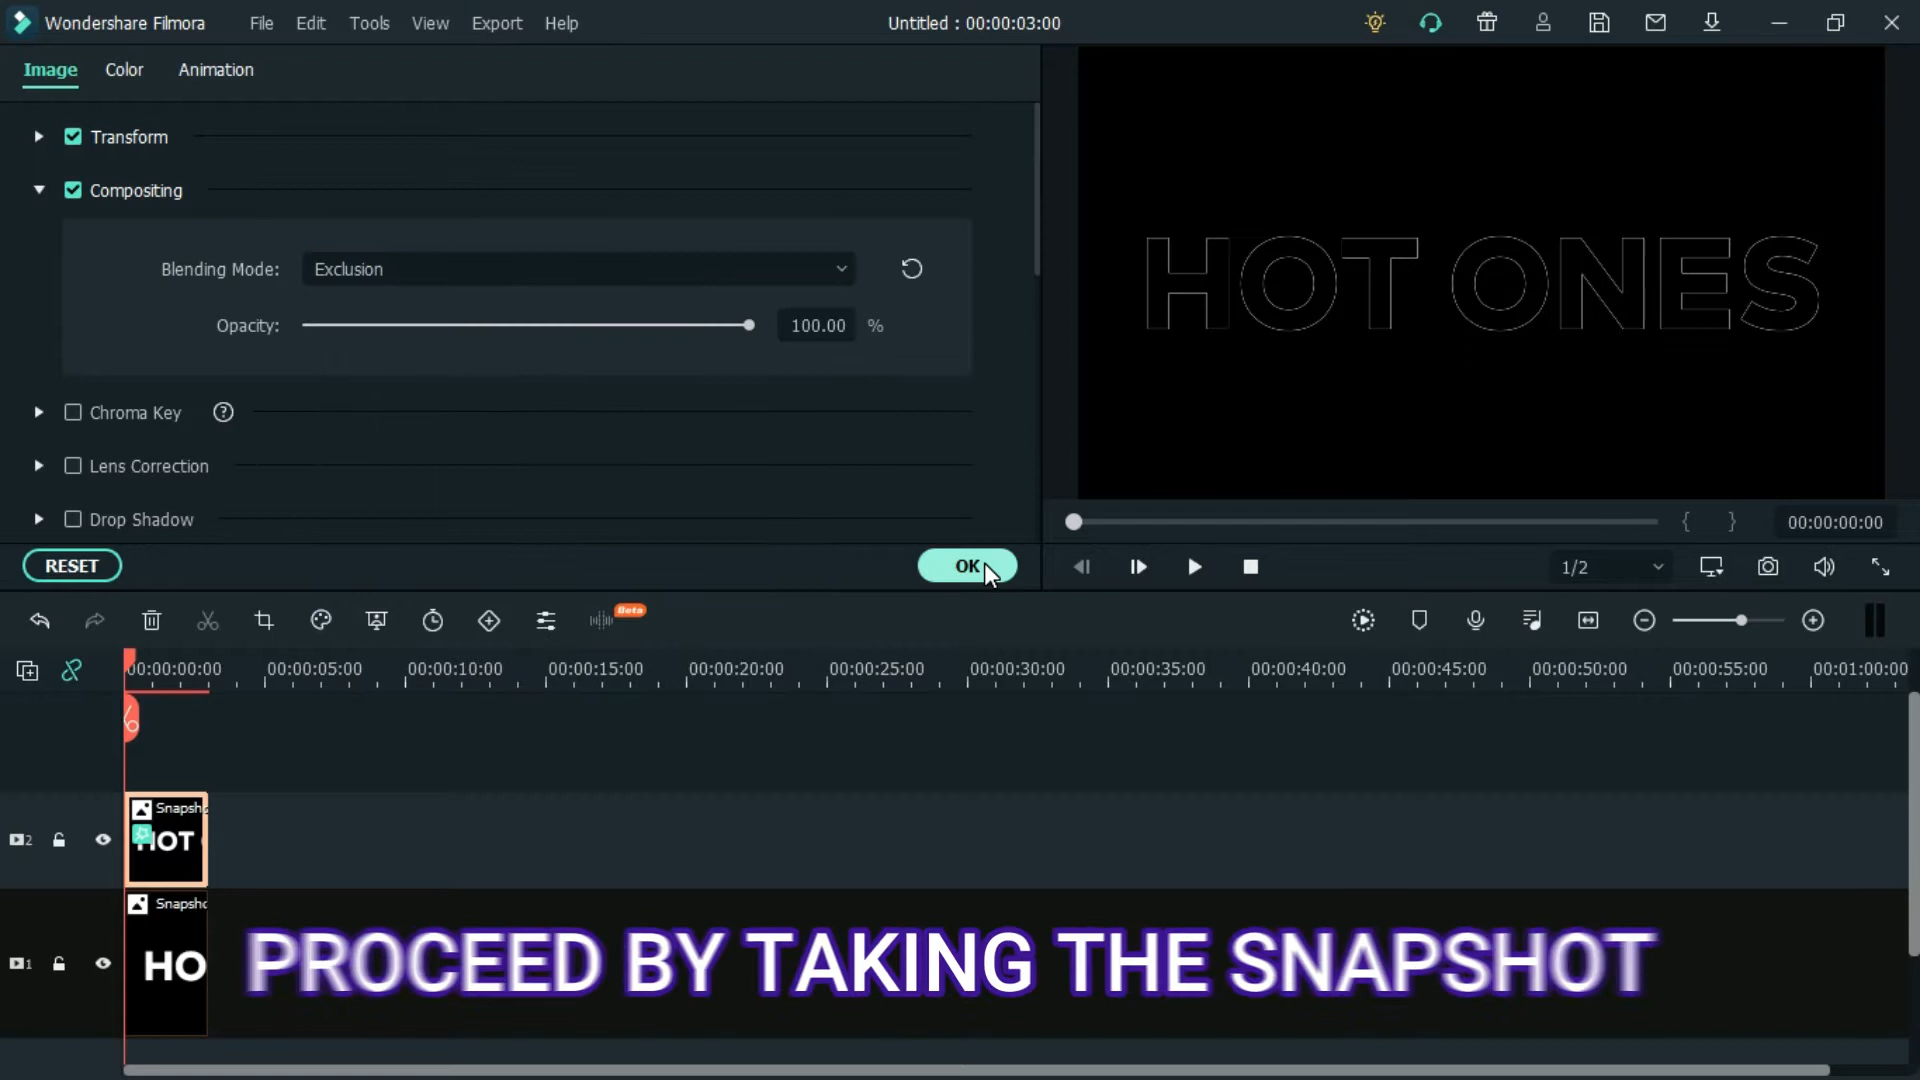 Wondershare Filmora
File
Edit
Tools
View
Export
Help
Untitled : 00:00:03:00
Image
Color
Animation
Transform
Compositing
Blending Mode:
Exclusion
Opacity:
100.00 %
Chroma Key
Lens Correction
Drop Shadow
RESET
OK
HOT ONES
{ }
00:00:00:00
1/2
Beta
00:00:00:00
00:00:05:00
00:00:10:00
00:00:15:00
00:00:20:00
00:00:25:00
00:00:30:00
00:00:35:00
00:00:40:00
00:00:45:00
00:00:50:00
00:00:55:00
00:01:00:00
2
Snapsh
HOT
1
Snapsho
HO
PROCEED BY TAKING THE SNAPSHOT